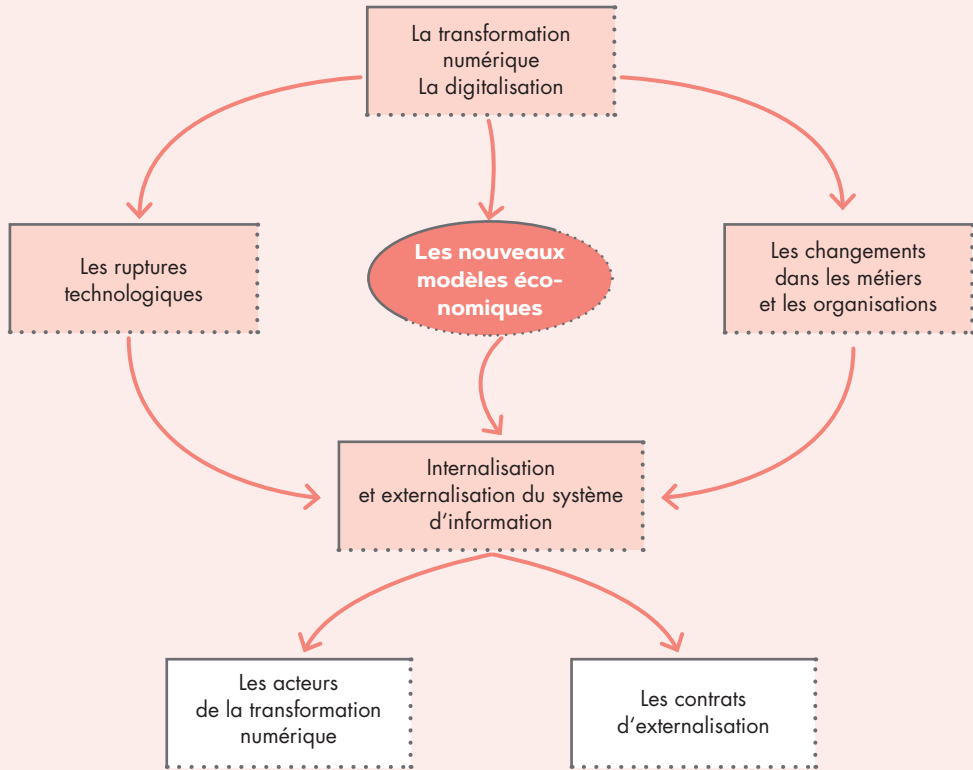 La transformation
numérique
La digitalisation
Les ruptures
technologiques
Les nouveaux
modèles éco-
nomiques
Les changements
dans les métiers
et les organisations
Internalisation
et externalisation du système
d‘information
Les acteurs
de la transformation
numérique
Les contrats
d‘externalisation